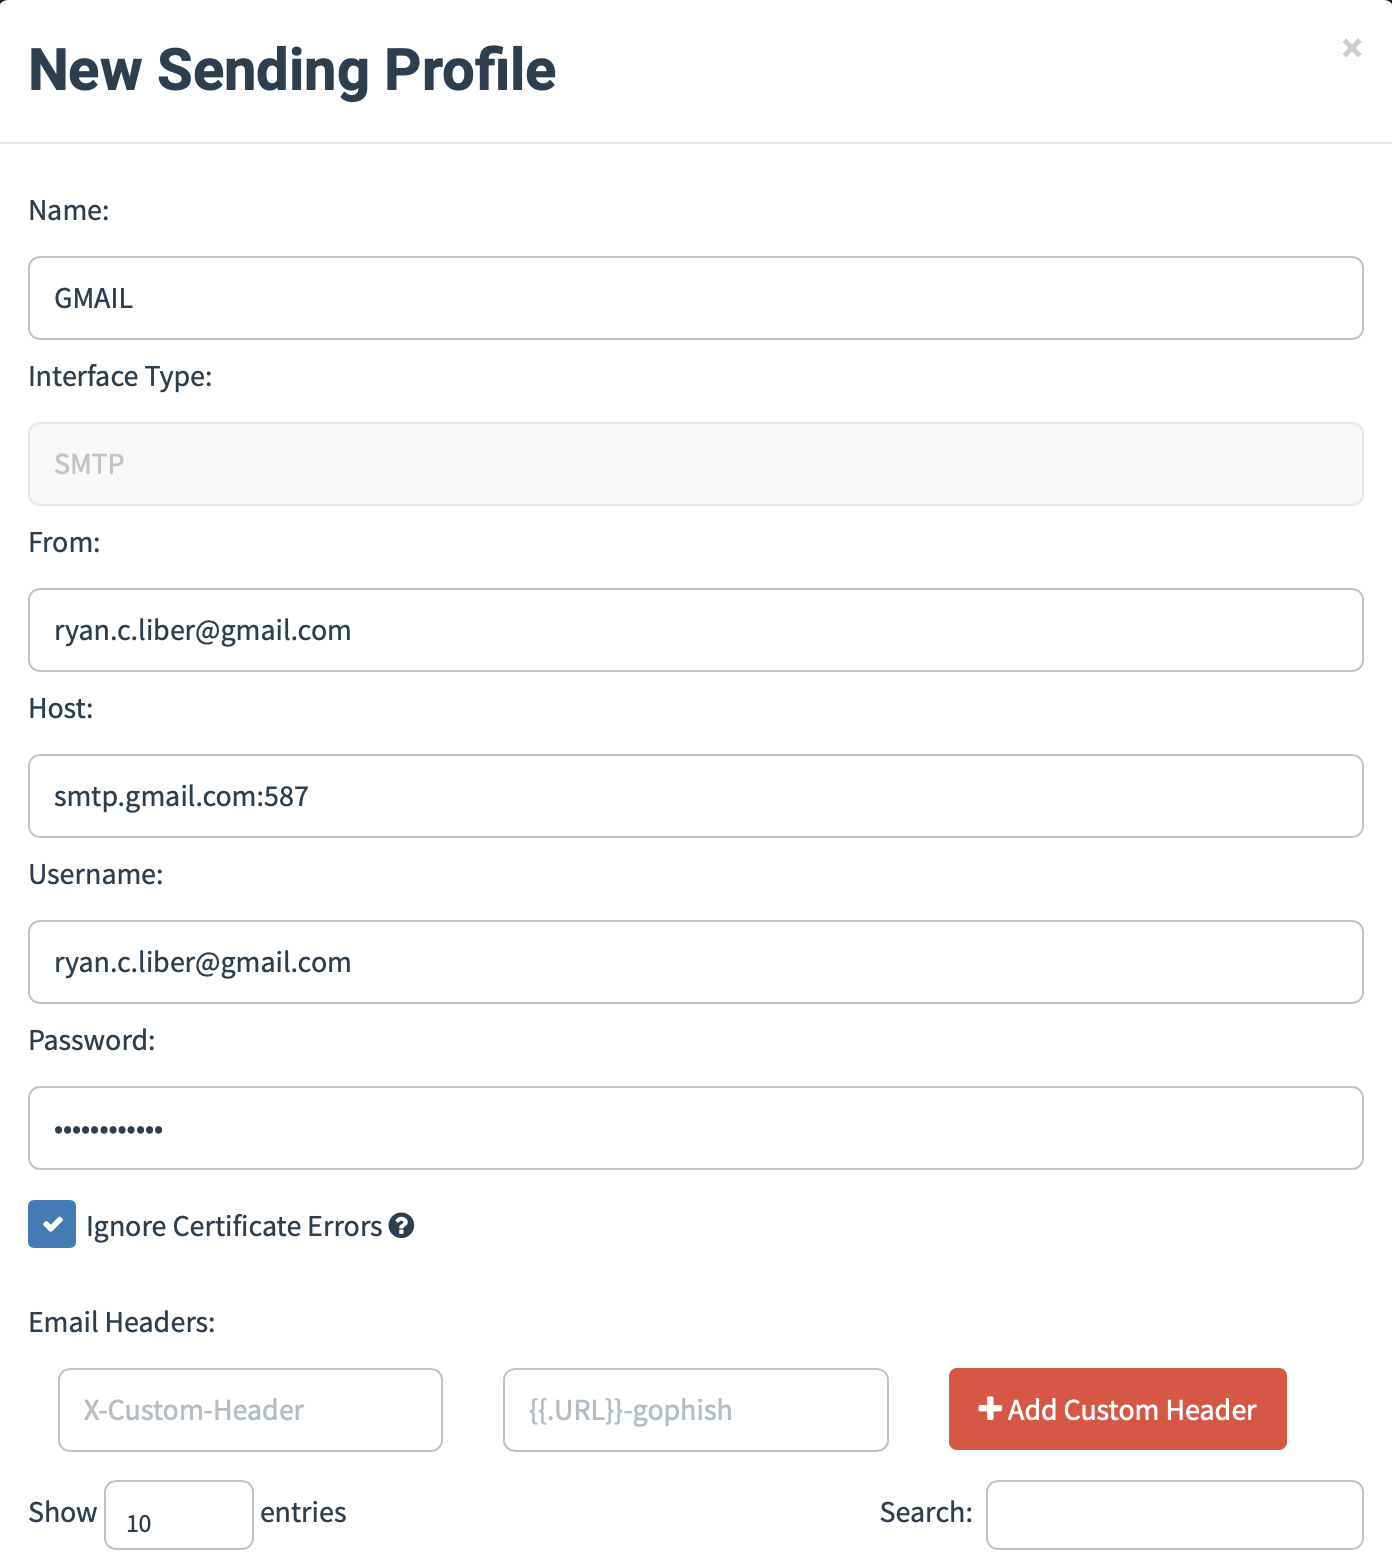 New Sending Profile
×
Name:
GMAIL
Interface Type:
SMTP
From:
ryan.c.liber@gmail.com
Host:
smtp.gmail.com:587
Username:
ryan.c.liber@gmail.com
Password:
••••••••••••
Ignore Certificate Errors ?
Email Headers:
X-Custom-Header {{.URL}}-gophish + Add Custom Header
Show 10 entries Search: